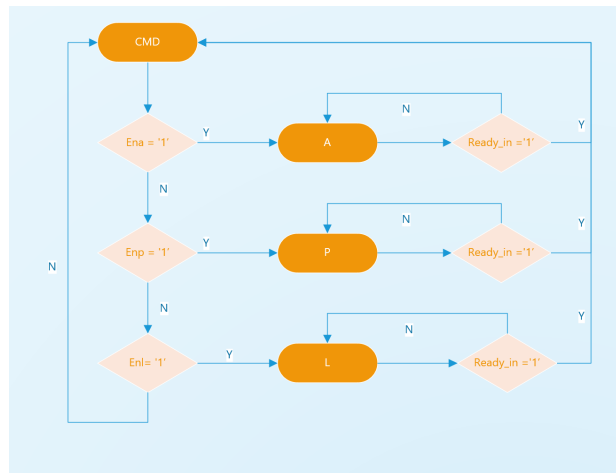 CMD
N
Y
Ena = '1'
Y
A
Ready_in ='1'
N
N
Y
Enp = '1'
Y
P
Ready_in ='1'
N
N
N
Y
Enl= '1'
Y
L
Ready_in ='1'